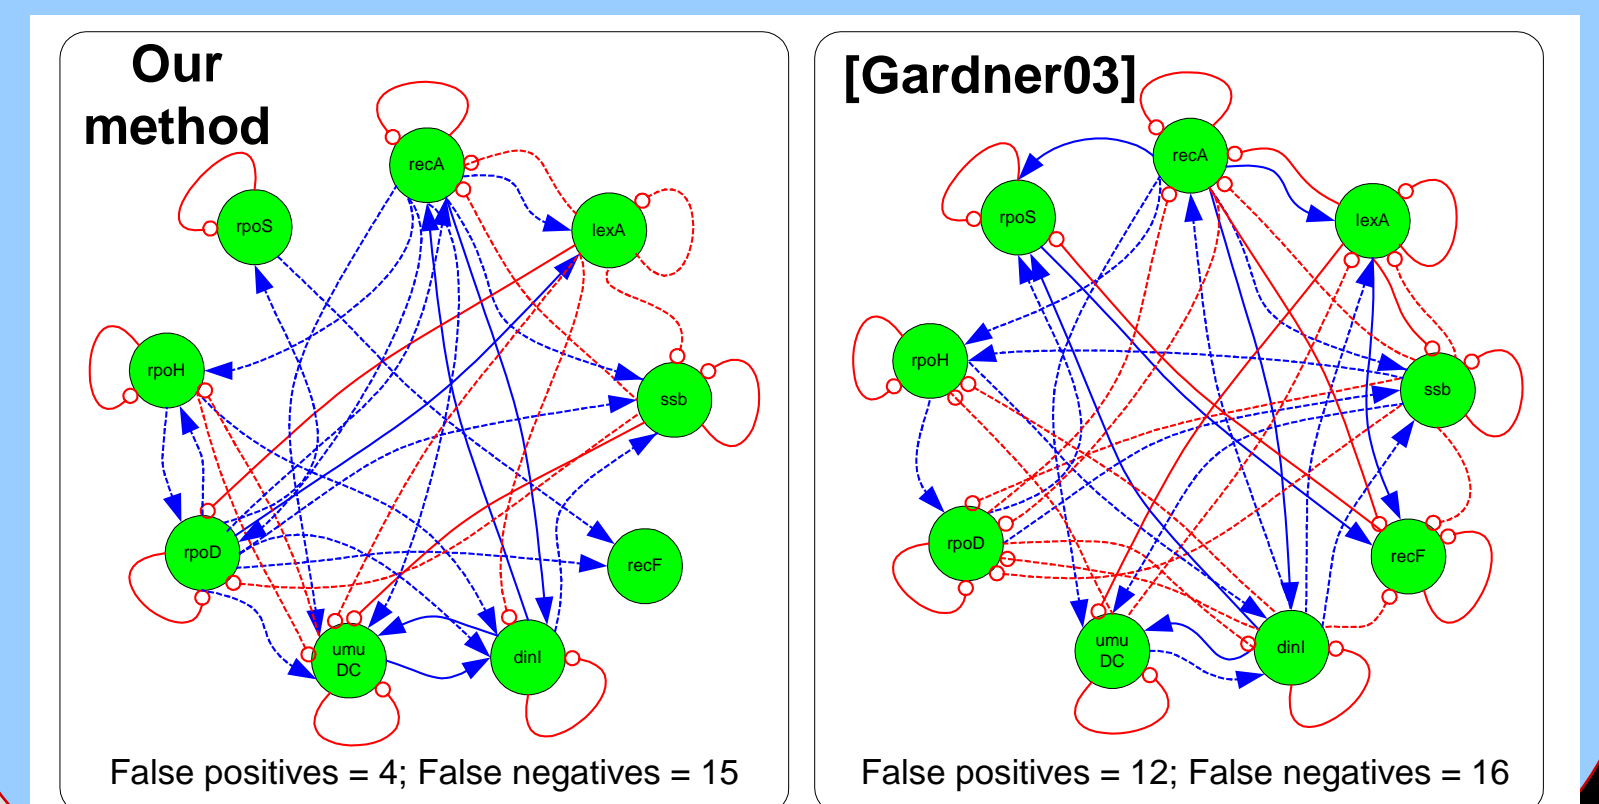 Our
method
recA
rpoS
lexA
rpoH
ssb
rpoD
recF
umu
DC
dinI
False positives = 4; False negatives = 15
[Gardner03]
recA
rpoS
lexA
rpoH
ssb
rpoD
recF
umu
DC
dinI
False positives = 12; False negatives = 16